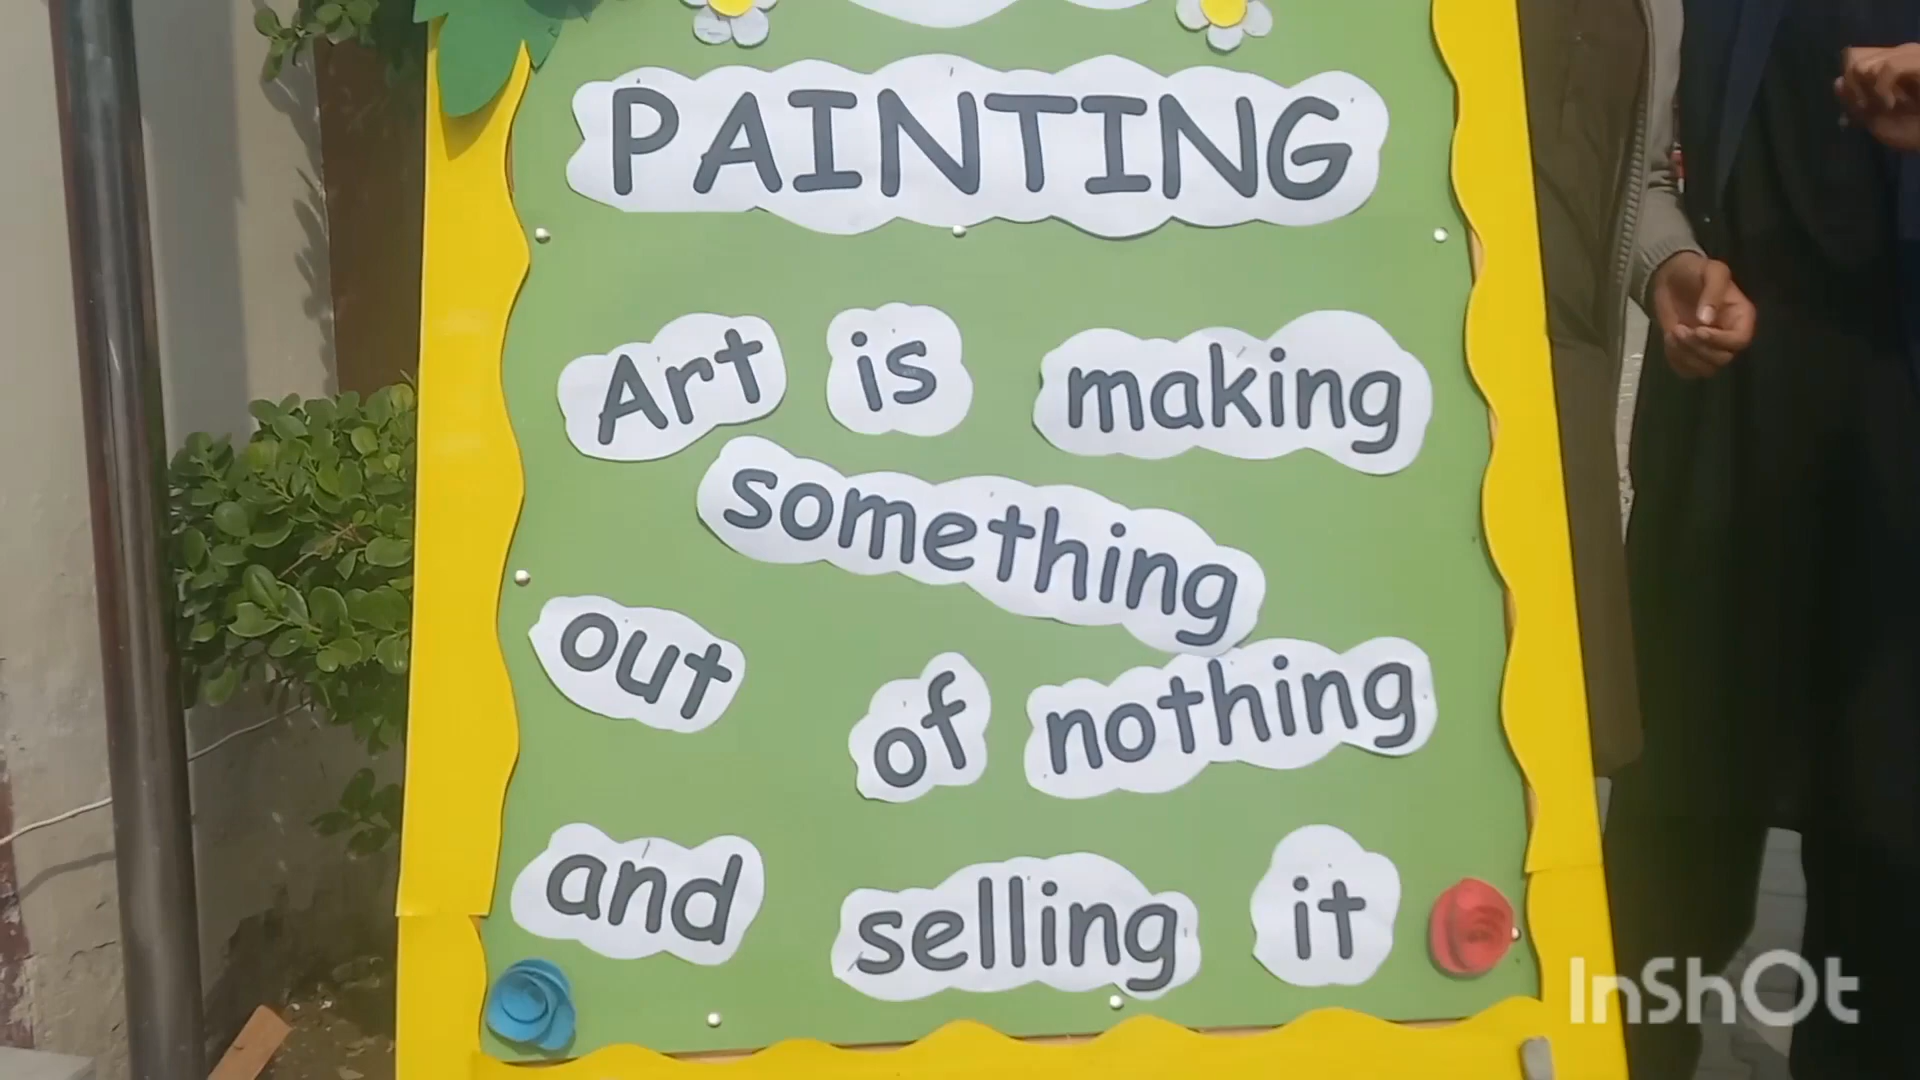 PAINTING
Art is making
something
out of nothing
and selling it
InShOt